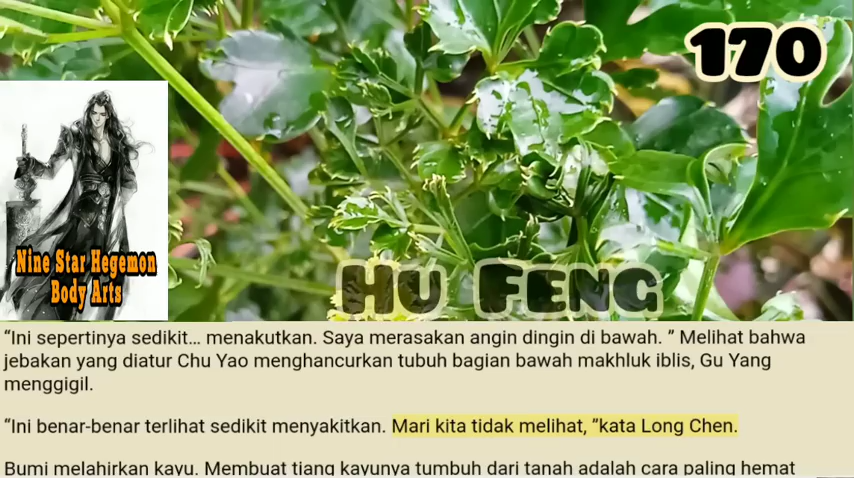 170
Nine Star Hegemon
Body Arts
Hu Feng
“Ini sepertinya sedikit... menakutkan. Saya merasakan angin dingin di bawah. ” Melihat bahwa
jebakan yang diatur Chu Yao menghancurkan tubuh bagian bawah makhluk iblis, Gu Yang
menggigil.
“Ini benar-benar terlihat sedikit menyakitkan. Mari kita tidak melihat, ”kata Long Chen.
Bumi melahirkan kayu. Membuat tiang kayunya tumbuh dari tanah adalah cara paling hemat